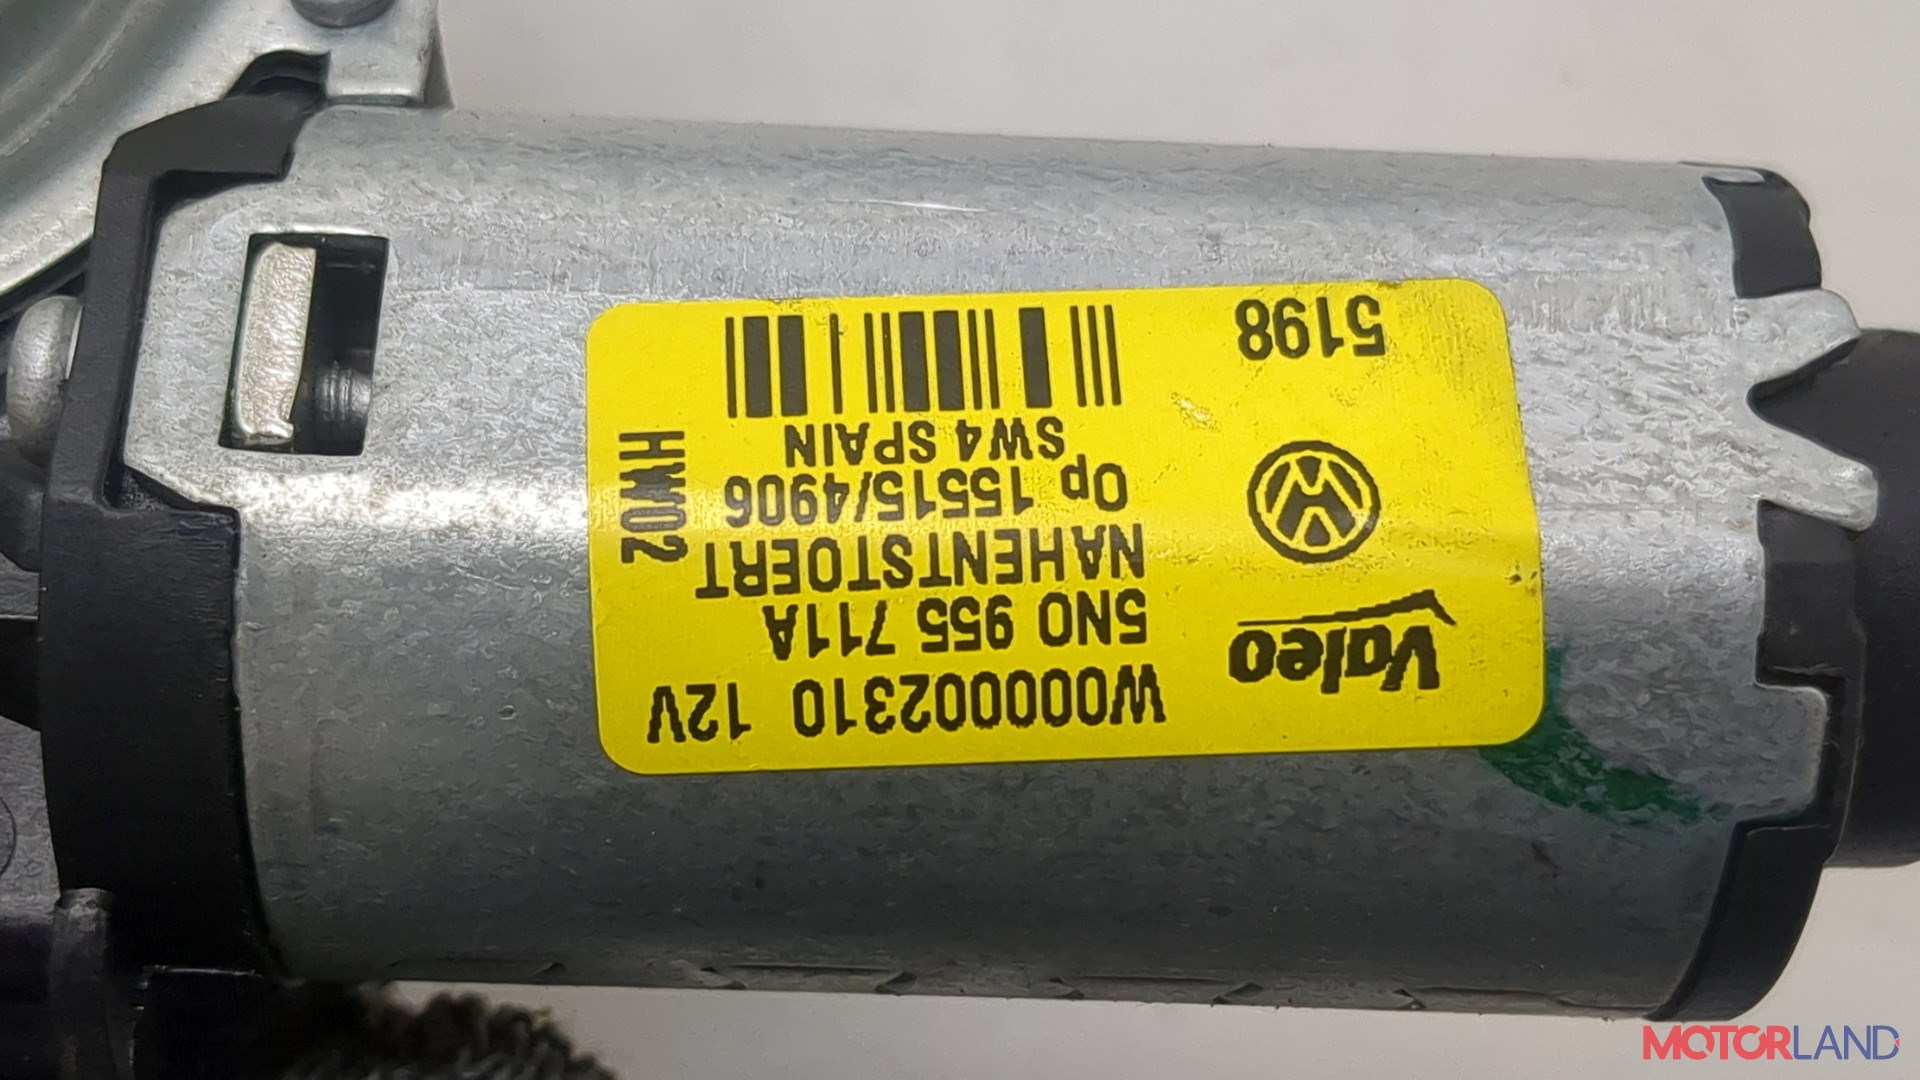 Valeo
5198
W000002310 12V
5N0 955 711A
NAHENTSTOERT
Op 15515/4906
SW4 SPAIN
HW02
MOTORLAND